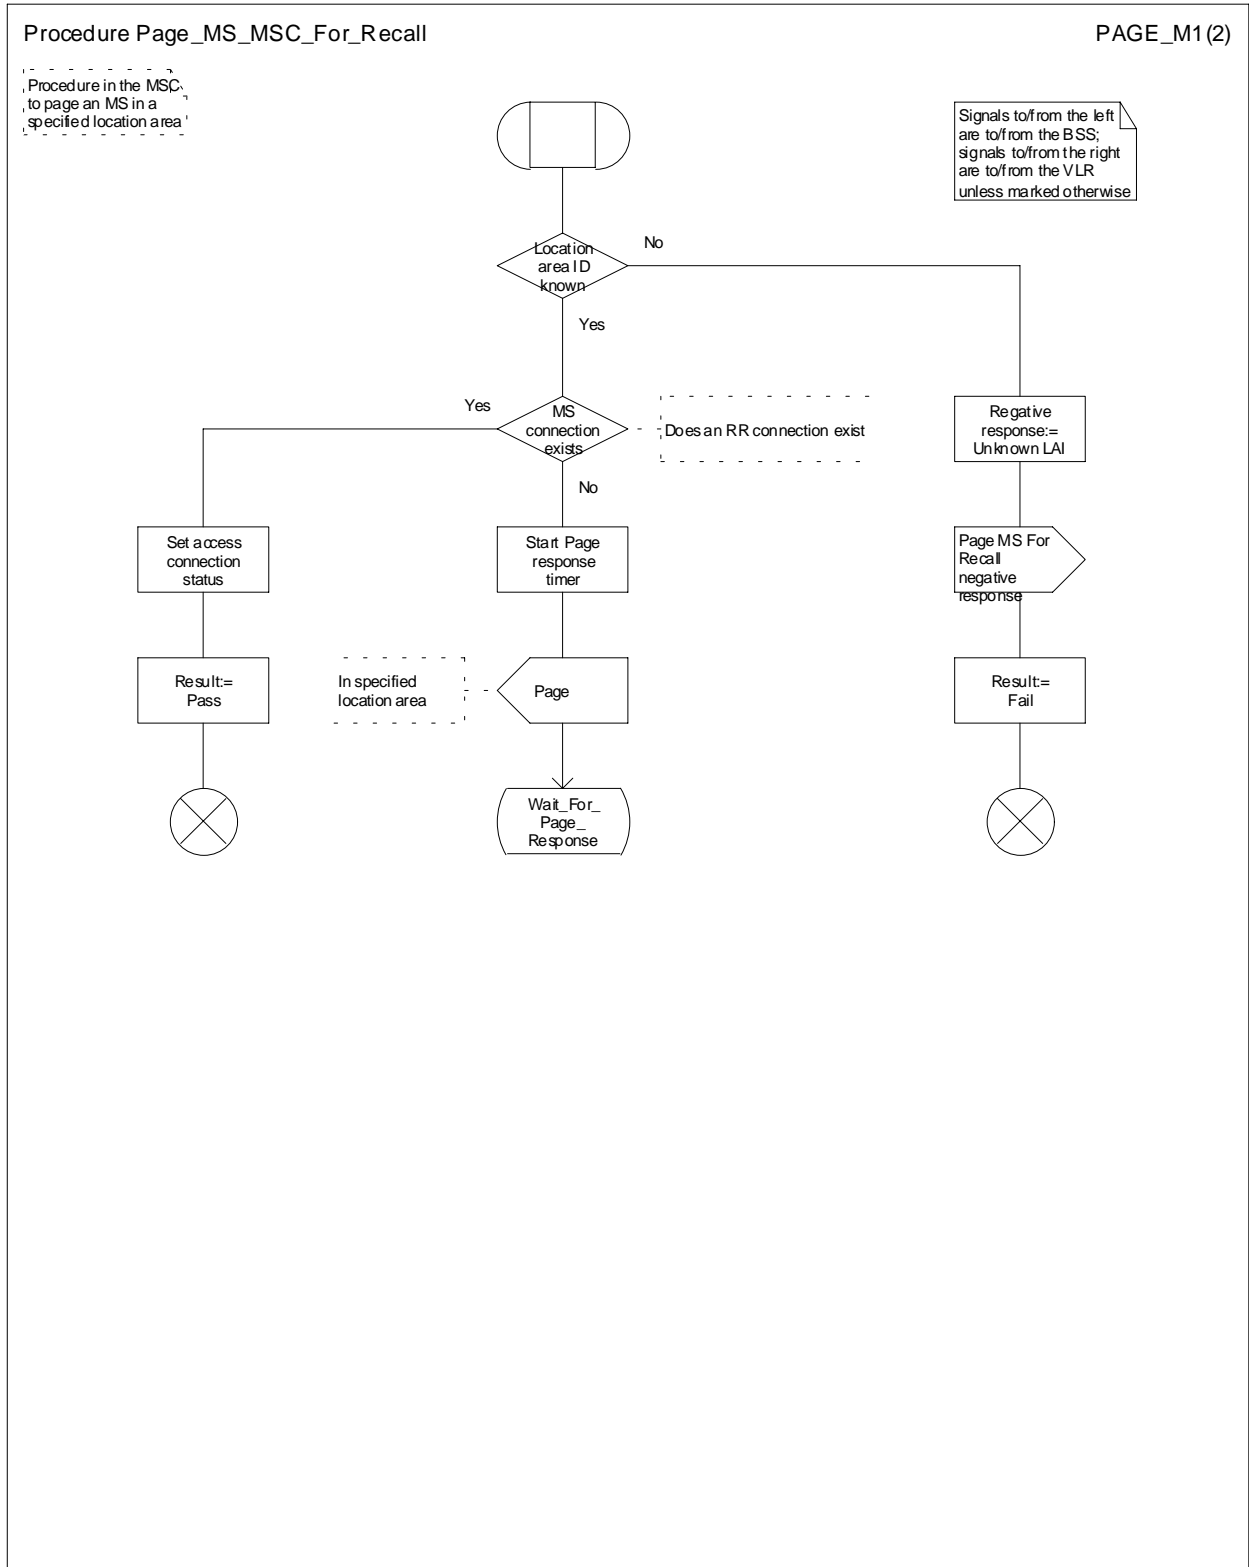 Procedure Page_MS_MSC_For_Recall
PAGE_M1(2)
Procedure in the MSC
to page an MS in a
specified location area
Signals to/from the left
are to/from the BSS;
signals to/from the right
are to/from the VLR
unless marked otherwise
Location
area ID
known
No
Yes
Yes
MS
connection
exists
Does an RR connection exist
Regative
response:=
Unknown LAI
No
Set access
connection
status
Start Page
response
timer
Page MS For
Recall
negative
response
Result:=
Pass
In specified
location area
Page
Result:=
Fail
Wait_For_
Page_
Response